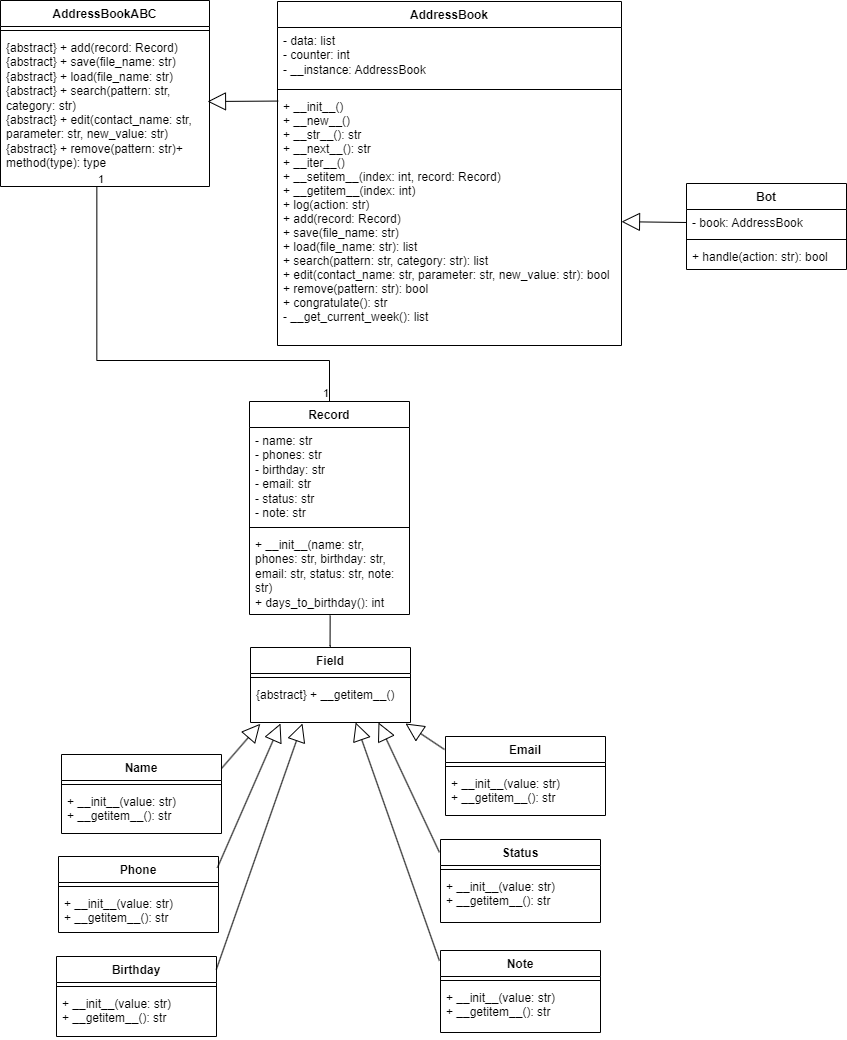 AddressBookABC
{abstract} + add(record: Record)
{abstract} + save(file_name: str)
{abstract} + load(file_name: str)
{abstract} + search(pattern: str,
category: str)
{abstract} + edit(contact_name: str,
parameter: str, new_value: str)
{abstract} + remove(pattern: str)+
method(type): type
1
AddressBook
- data: list
- counter: int
- __instance: AddressBook
+ __init__()
+ __new__()
+ __str__(): str
+ __next__(): str
+ __iter__()
+ __setitem__(index: int, record: Record)
+ __getitem__(index: int)
+ log(action: str)
+ add(record: Record)
+ save(file_name: str)
+ load(file_name: str): list
+ search(pattern: str, category: str): list
+ edit(contact_name: str, parameter: str, new_value: str): bool
+ remove(pattern: str): bool
+ congratulate(): str
- __get_current_week(): list
Bot
- book: AddressBook
+ handle(action: str): bool
1
Record
- name: str
- phones: str
- birthday: str
- email: str
- status: str
- note: str
+ __init__(name: str,
phones: str, birthday: str,
email: str, status: str, note:
str)
+ days_to_birthday(): int
Field
{abstract} + __getitem__()
Name
+ __init__(value: str)
+ __getitem__(): str
Email
+ __init__(value: str)
+ __getitem__(): str
Phone
+ __init__(value: str)
+ __getitem__(): str
Status
+ __init__(value: str)
+ __getitem__(): str
Birthday
+ __init__(value: str)
+ __getitem__(): str
Note
+ __init__(value: str)
+ __getitem__(): str